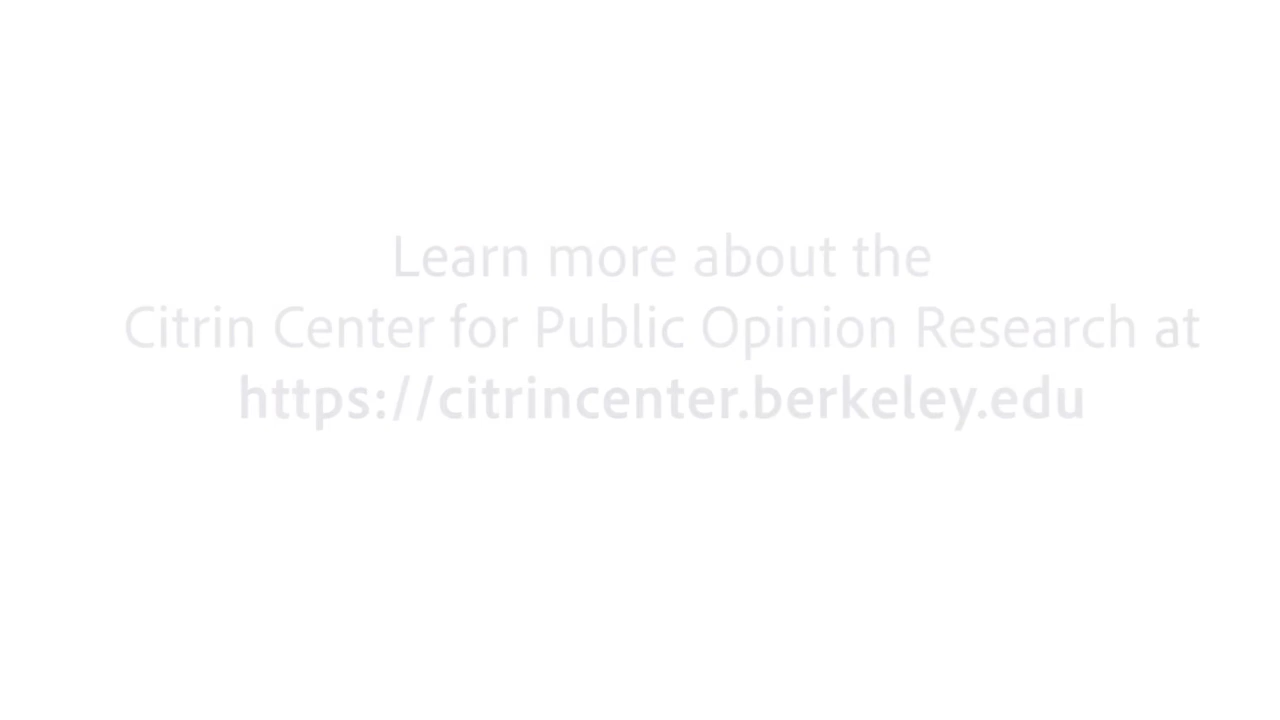 Learn more about the
Citrin Center for Public Opinion Research at
https://citrincenter.berkeley.edu